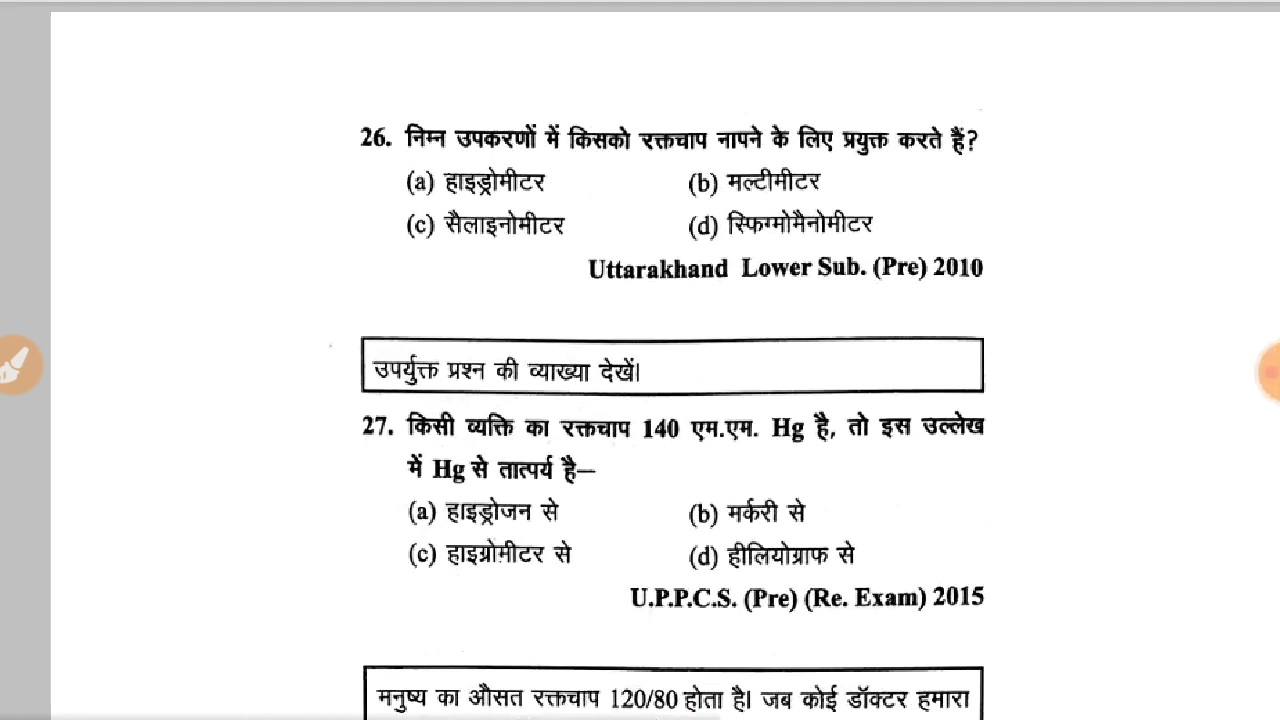 26. निम्न उपकरणों में किसको रक्तचाप नापने के लिए प्रयुक्त करते हैं?
(a) हाइड्रोमीटर (b) मल्टीमीटर
(c) सैलाइनोमीटर (d) स्फिग्मोमैनोमीटर
Uttarakhand Lower Sub. (Pre) 2010
उपर्युक्त प्रश्न की व्याख्या देखें।
27. किसी व्यक्ति का रक्तचाप 140 एम.एम. Hg है, तो इस उल्लेख
में Hg से तात्पर्य है–
(a) हाइड्रोजन से (b) मर्करी से
(c) हाइग्रोमीटर से (d) हीलियोग्राफ से
U.P.P.C.S. (Pre) (Re. Exam) 2015
मनुष्य का औसत रक्तचाप 120/80 होता है। जब कोई डॉक्टर हमारा